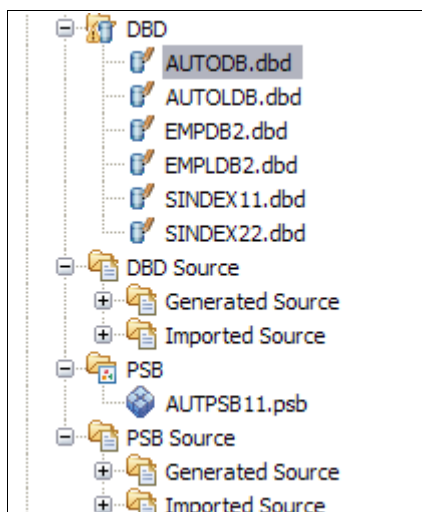 DBD
AUTODB.dbd
AUTOLDB.dbd
EMPDB2.dbd
EMPLDB2.dbd
SINDEX11.dbd
SINDEX22.dbd
DBD Source
Generated Source
Imported Source
PSB
AUTPSB11.psb
PSB Source
Generated Source
Imported Source